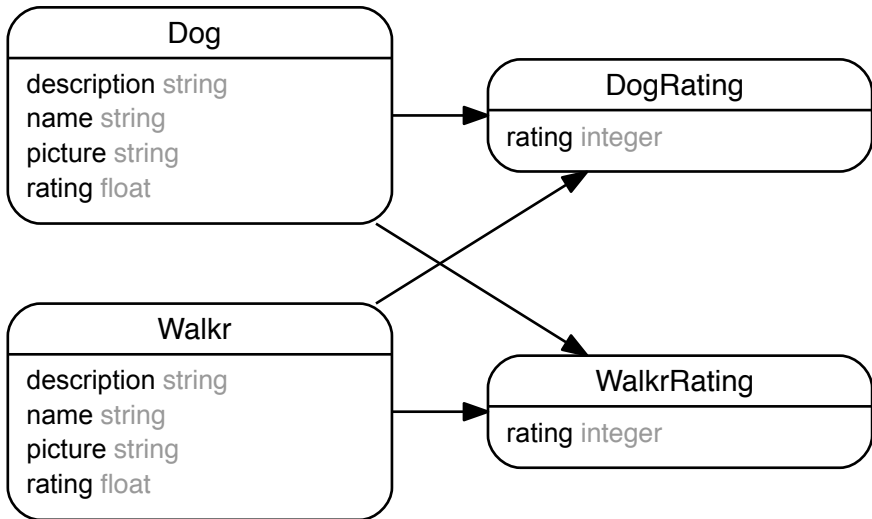 Dog
description string
name string
picture string
rating float
DogRating
rating integer
Walkr
description string
name string
picture string
rating float
WalkrRating
rating integer